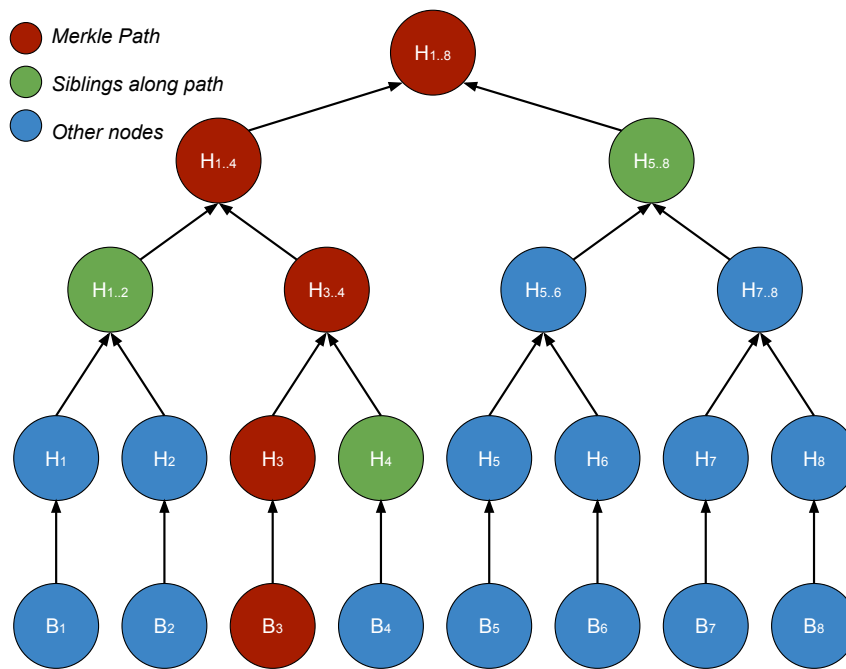 Merkle Path
Siblings along path
Other nodes
H1..8
H1..4
H5..8
H1..2
H3..4
H5..6
H7..8
H1
H2
H3
H4
H5
H6
H7
H8
B1
B2
B3
B4
B5
B6
B7
B8